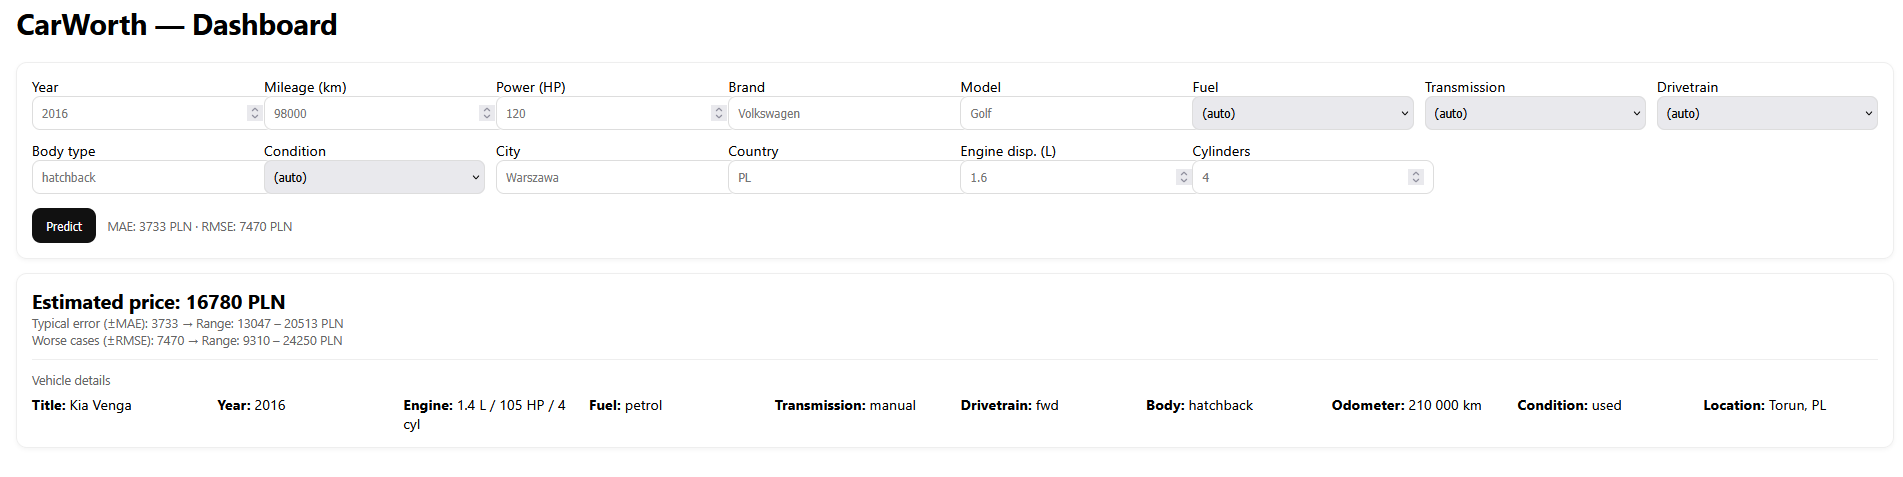 CarWorth — Dashboard
Year Mileage (km) Power (HP) Brand Model Fuel Transmission Drivetrain
2016 98000 120 Volkswagen Golf (auto) (auto) (auto)
Body type Condition City Country Engine disp. (L) Cylinders
hatchback (auto) Warszawa PL 1.6 4
Predict MAE: 3733 PLN · RMSE: 7470 PLN
Estimated price: 16780 PLN
Typical error (±MAE): 3733 → Range: 13047 – 20513 PLN
Worse cases (±RMSE): 7470 → Range: 9310 – 24250 PLN
Vehicle details
Title: Kia Venga Year: 2016 Engine: 1.4 L / 105 HP / 4 Fuel: petrol Transmission: manual Drivetrain: fwd Body: hatchback Odometer: 210 000 km Condition: used Location: Torun, PL
cyl